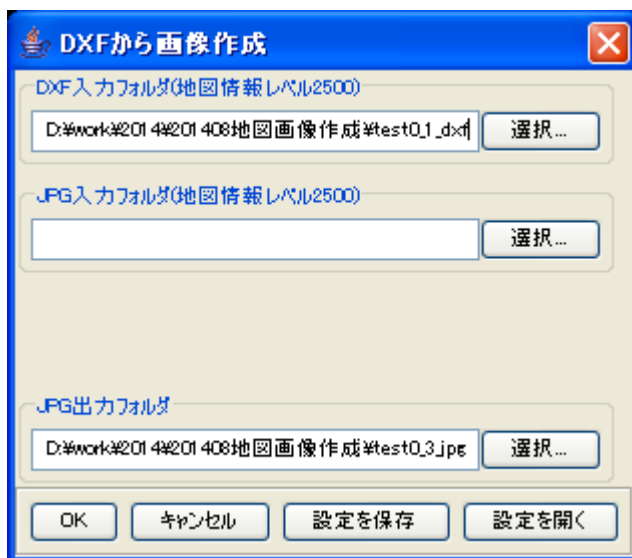 DXFから画像作成
DXF入力フォルダ(地図情報レベル2500)
D:¥work¥2014¥201408地図画像作成¥test0_1_dxf
選択...
JPG入力フォルダ(地図情報レベル2500)
選択...
JPG出力フォルダ
D:¥work¥2014¥201408地図画像作成¥test0_3.jpg
選択...
OK
キャンセル
設定を保存
設定を開く